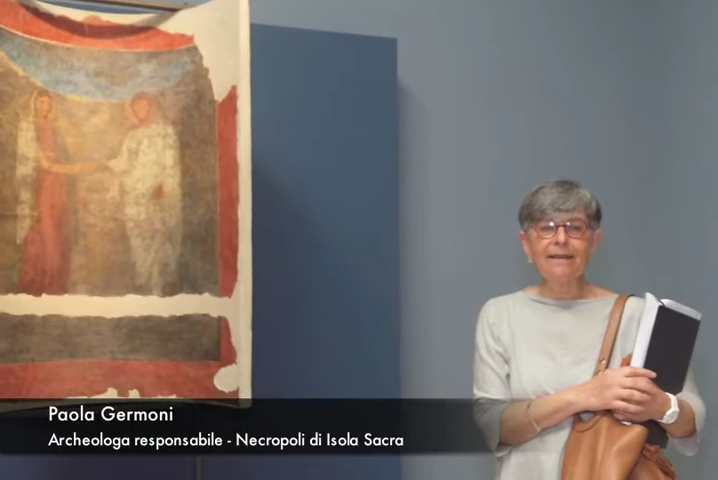 Paola Germoni
Archeologa responsabile - Necropoli di Isola Sacra